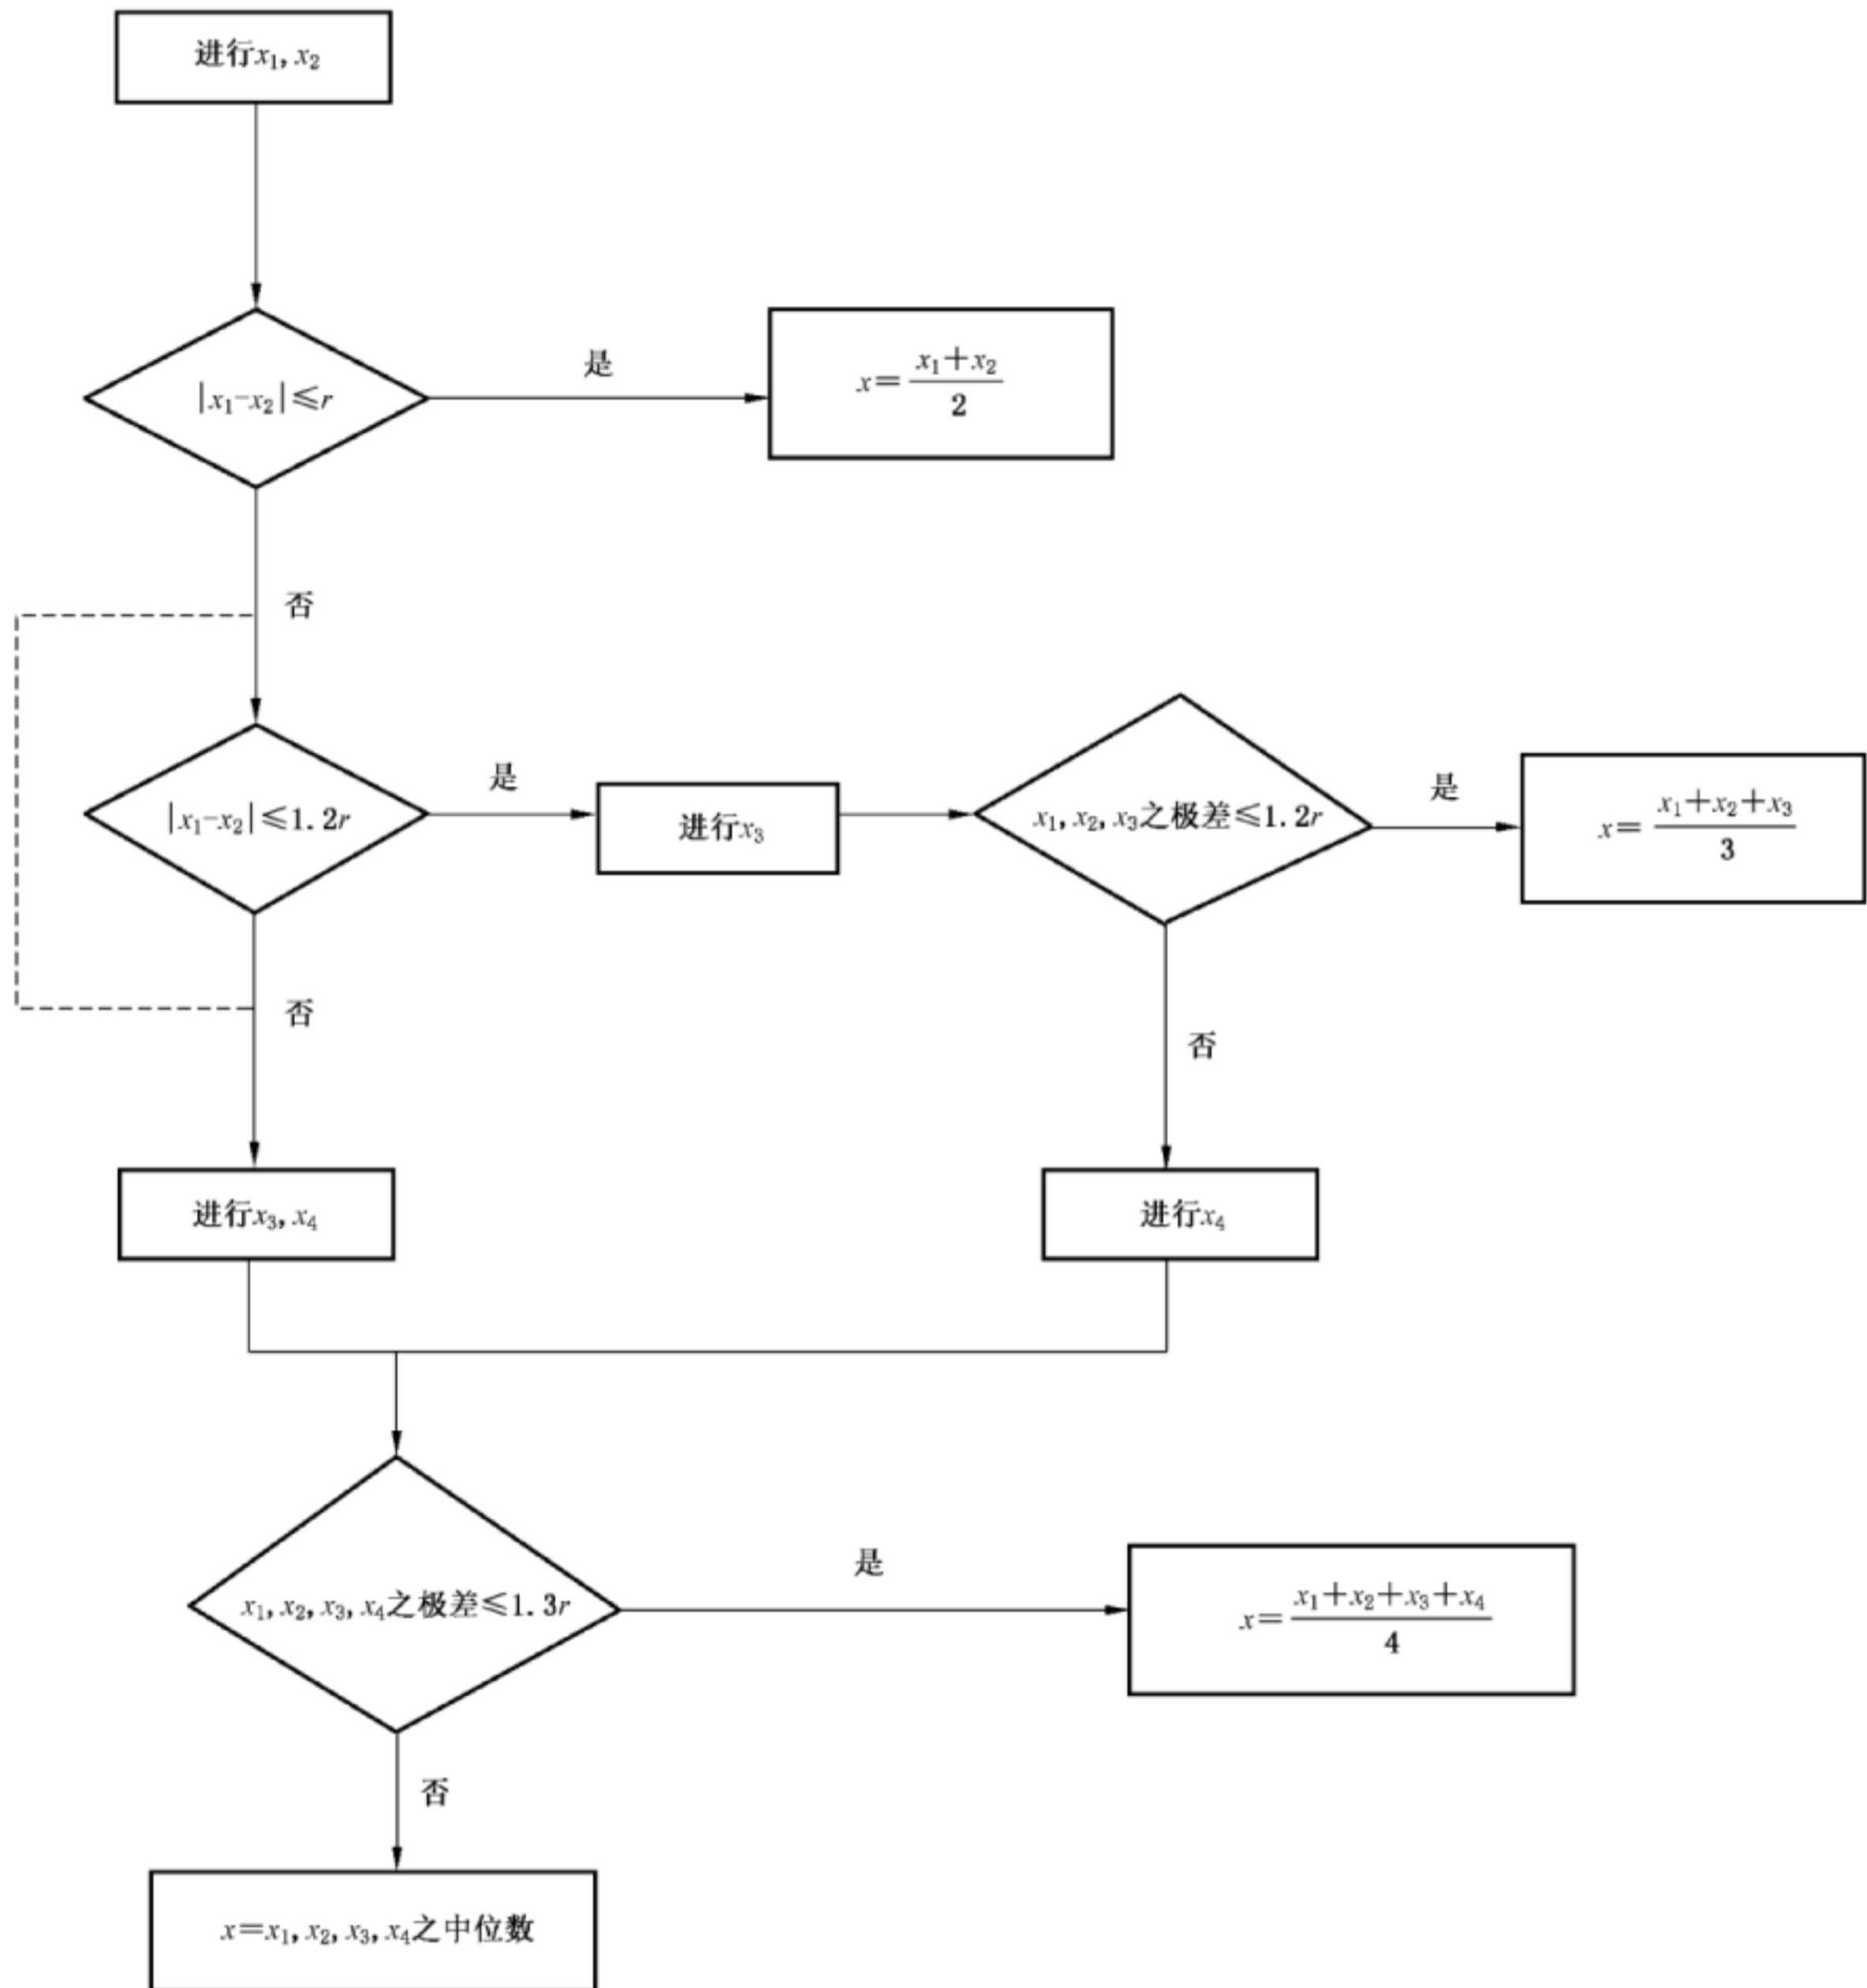 进行x₁, x₂
|x₁-x₂|≤r
是
x=(x₁+x₂)/2
否
|x₁-x₂|≤1.2r
是
进行x₃
x₁, x₂, x₃之极差≤1.2r
是
x=(x₁+x₂+x₃)/3
否
否
进行x₃, x₄
进行x₄
x₁, x₂, x₃, x₄之极差≤1.3r
是
x=(x₁+x₂+x₃+x₄)/4
否
x=x₁, x₂, x₃, x₄之中位数